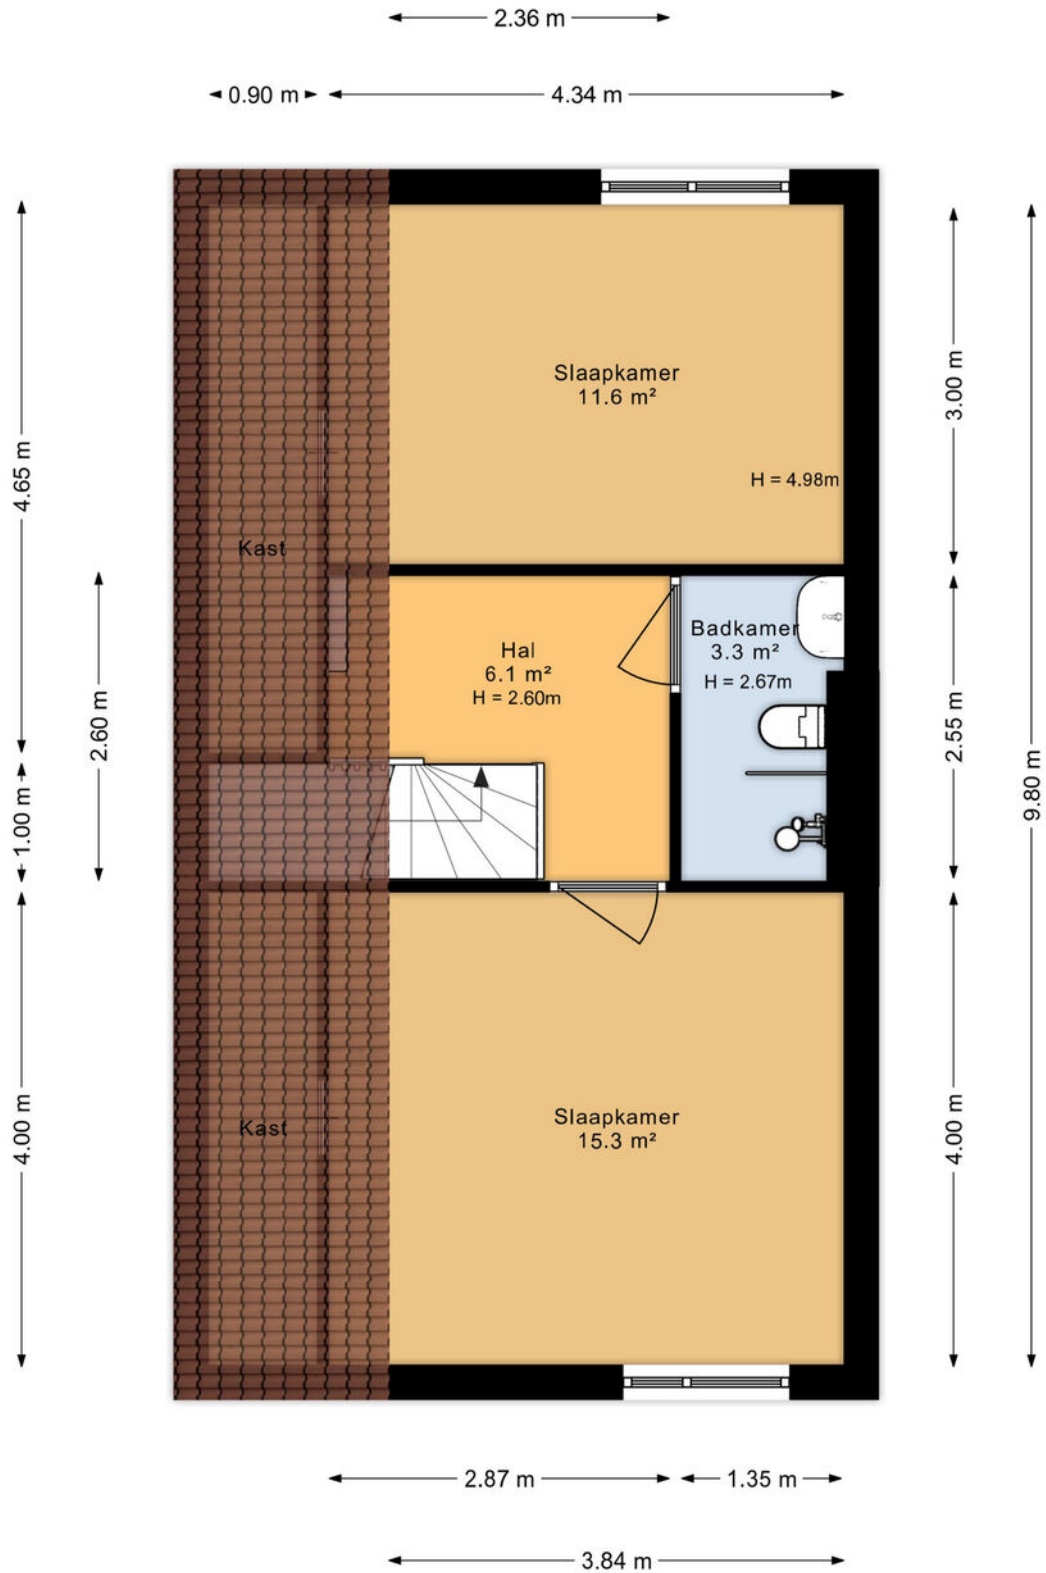 2.36 m
0.90 m
4.34 m
Slaapkamer
11.6 m²
H = 4.98m
3.00 m
4.65 m
Kast
Hal
6.1 m²
H = 2.60m
Badkamer
3.3 m²
H = 2.67m
2.60 m
2.55 m
1.00 m
9.80 m
Kast
Slaapkamer
15.3 m²
4.00 m
4.00 m
2.87 m
1.35 m
3.84 m